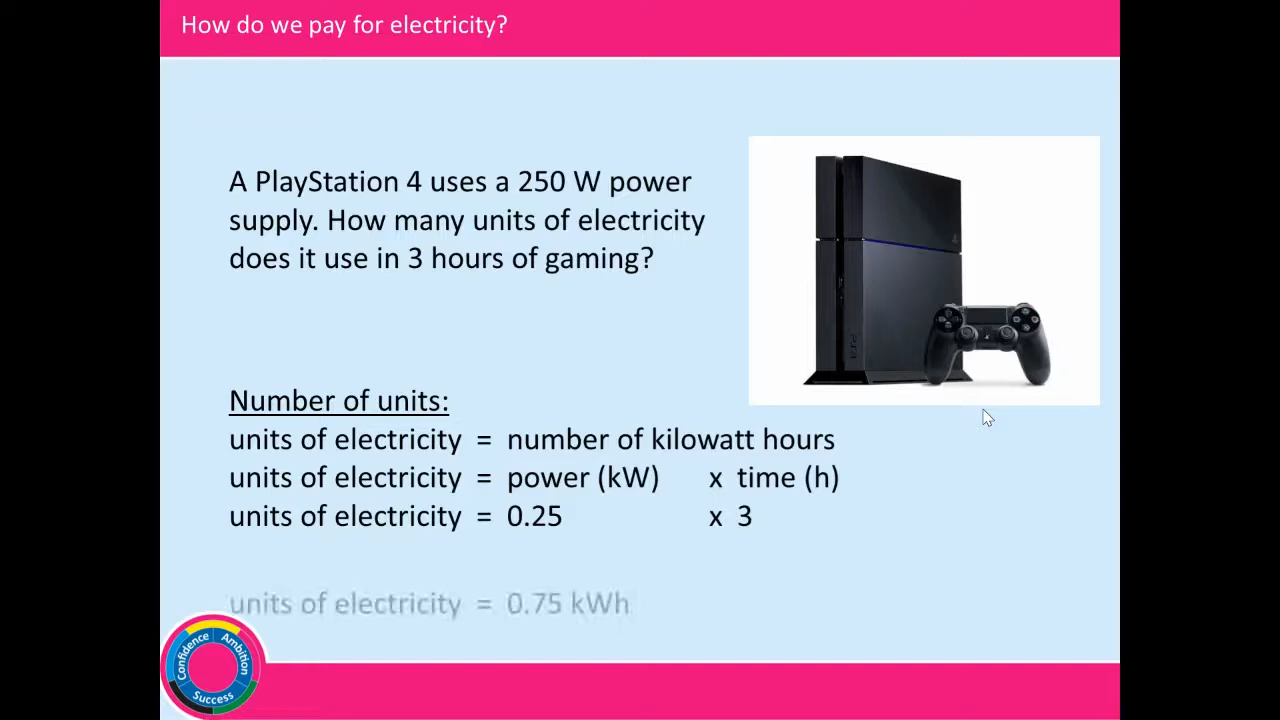 How do we pay for electricity?
A PlayStation 4 uses a 250 W power
supply. How many units of electricity
does it use in 3 hours of gaming?
Number of units:
units of electricity = number of kilowatt hours
units of electricity = power (kW) x time (h)
units of electricity = 0.25 x 3
units of electricity = 0.75 kWh
Confidence
Ambition
Success